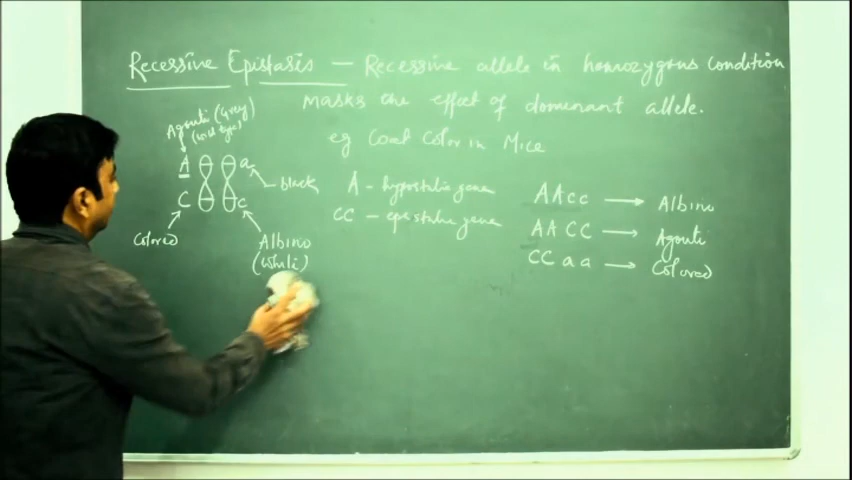 Recessive Epistasis — Recessive allele in homozygous condition
masks the effect of dominant allele.
eg Coat Color in Mice
Agouti (Grey)
(wild type)
A a
black
C c
Colored
Albino
(white)
A - hypostatic gene
CC - epistatic gene
AAcc → Albino
AACC → Agouti
CCaa → Colored